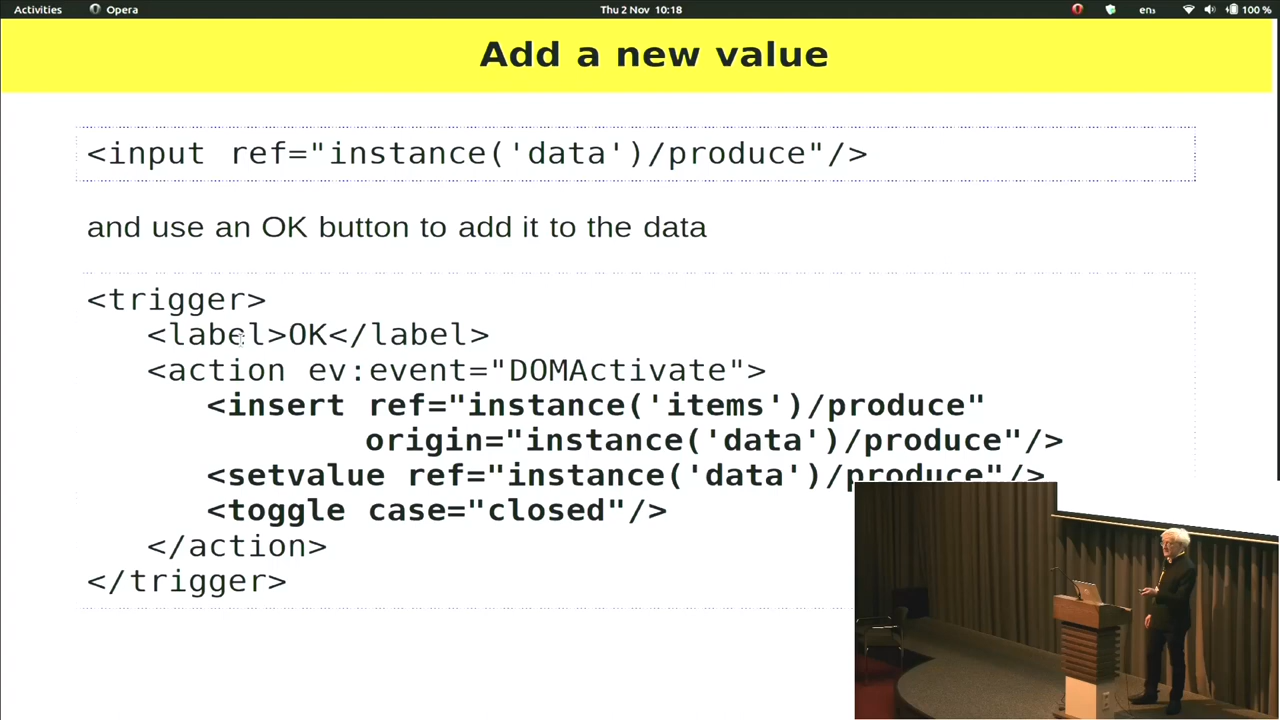 Activities Opera Thu 2 Nov 10:18 en₃ 100 %
Add a new value
<input ref="instance('data')/produce"/>
and use an OK button to add it to the data
<trigger>
<label>OK</label>
<action ev:event="DOMActivate">
<insert ref="instance('items')/produce"
origin="instance('data')/produce"/>
<setvalue ref="instance('data')/produce"/>
<toggle case="closed"/>
</action>
</trigger>